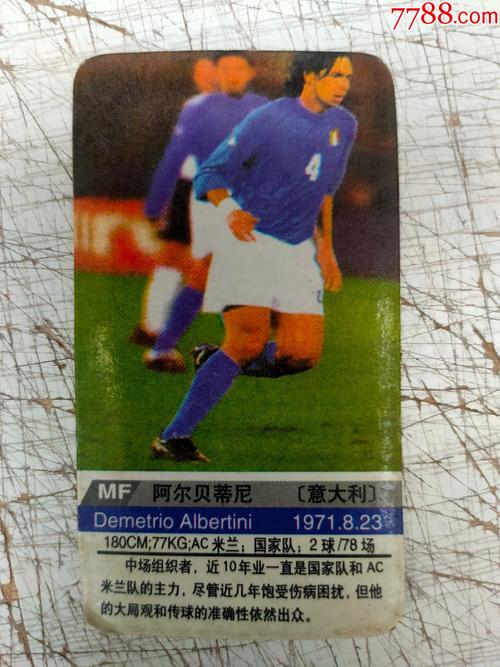 7788.com
4
MF 阿尔贝蒂尼 〔意大利〕
Demetrio Albertini 1971.8.23
180CM;77KG;AC米兰；国家队：2球/78场
中场组织者，近10年业一直是国家队和AC
米兰队的主力，尽管近几年饱受伤病困扰，但他
的大局观和传球的准确性依然出众。